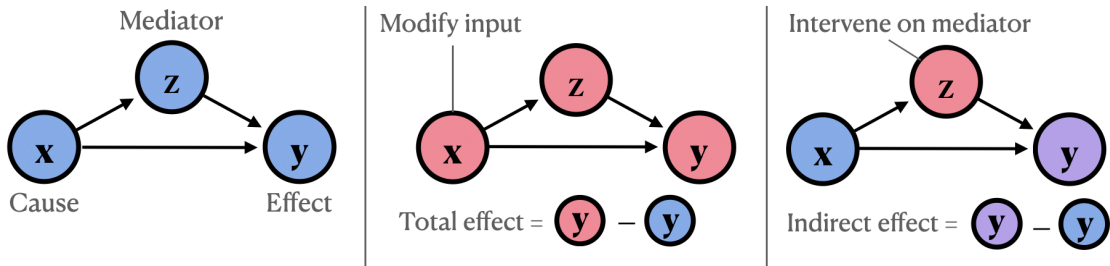 Mediator
z
x
y
Cause
Effect
Modify input
z
x
y
Total effect = y – y
Intervene on mediator
z
x
y
Indirect effect = y – y